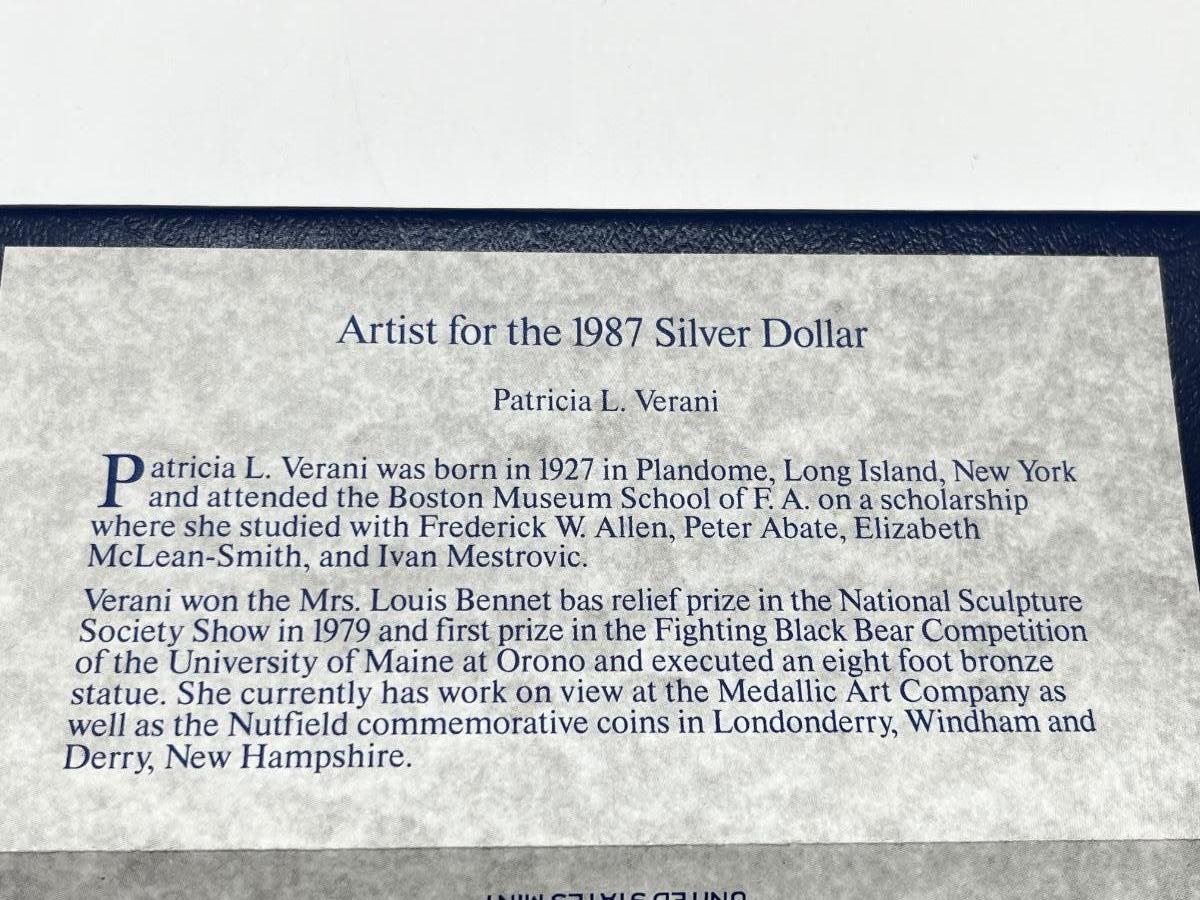 Artist for the 1987 Silver Dollar
Patricia L. Verani
Patricia L. Verani was born in 1927 in Plandome, Long Island, New York
and attended the Boston Museum School of F. A. on a scholarship
where she studied with Frederick W. Allen, Peter Abate, Elizabeth
McLean-Smith, and Ivan Mestrovic.
Verani won the Mrs. Louis Bennet bas relief prize in the National Sculpture
Society Show in 1979 and first prize in the Fighting Black Bear Competition
of the University of Maine at Orono and executed an eight foot bronze
statue. She currently has work on view at the Medallic Art Company as
well as the Nutfield commemorative coins in Londonderry, Windham and
Derry, New Hampshire.
UNITED STATES MINT